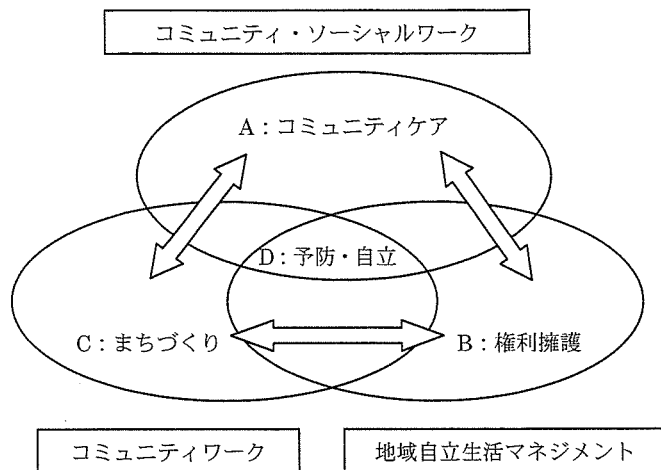 コミュニティ・ソーシャルワーク
A：コミュニティケア
D：予防・自立
C：まちづくり
B：権利擁護
コミュニティワーク
地域自立生活マネジメント